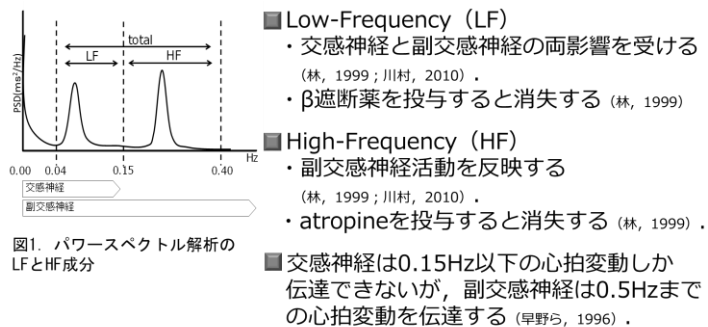 total
LF
HF
PSD(ms²/Hz)
Hz
0.00 0.04 0.15 0.40
交感神経
副交感神経
図1. パワースペクトル解析の
LFとHF成分
Low-Frequency（LF）
・交感神経と副交感神経の両影響を受ける
（林，1999；川村，2010）．
・β遮断薬を投与すると消失する（林，1999）
High-Frequency（HF）
・副交感神経活動を反映する
（林，1999；川村，2010）．
・atropineを投与すると消失する（林，1999）．
交感神経は0.15Hz以下の心拍変動しか
伝達できないが，副交感神経は0.5Hzまで
の心拍変動を伝達する（早野ら，1996）．